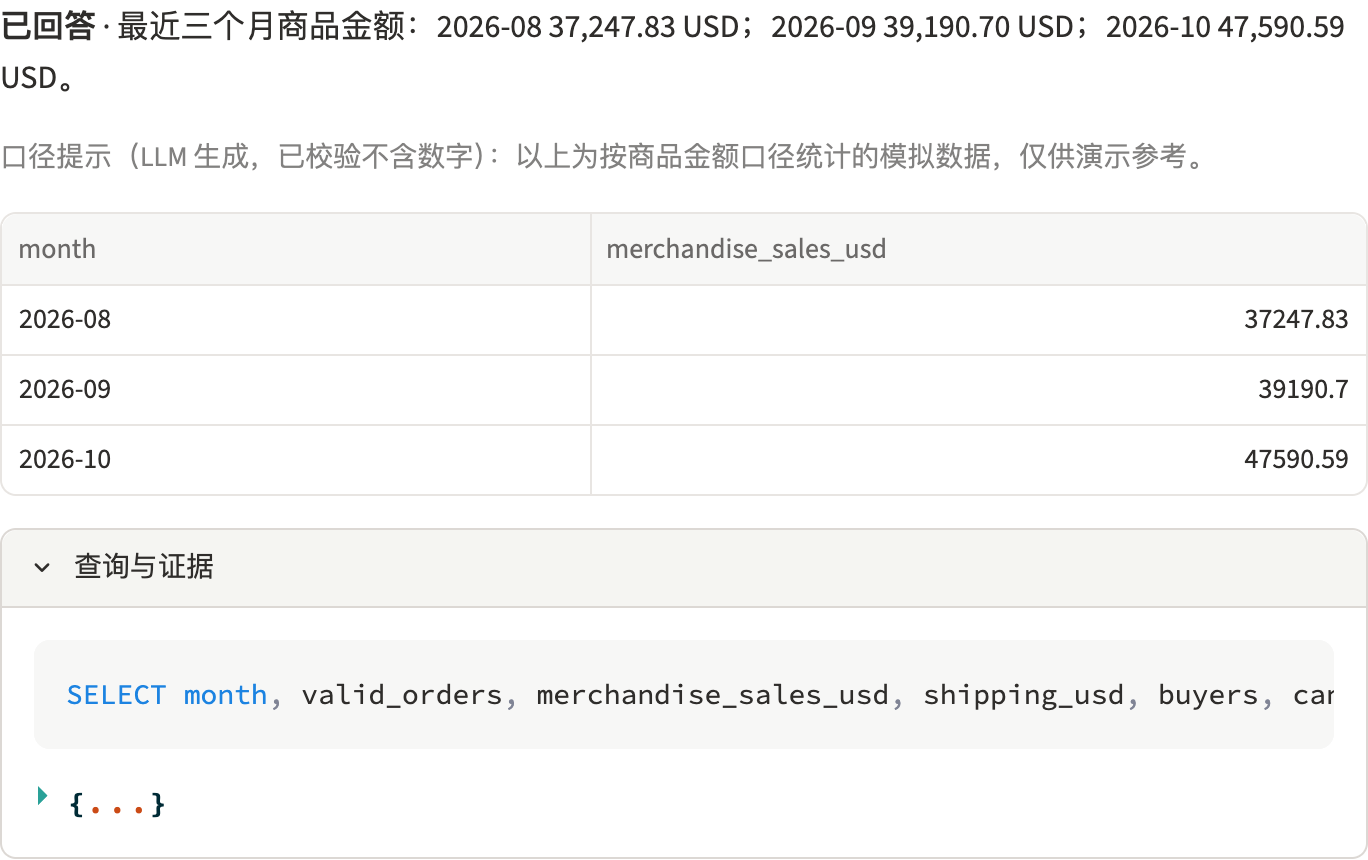 已回答 · 最近三个月商品金额：2026-08 37,247.83 USD；2026-09 39,190.70 USD；2026-10 47,590.59
USD。
口径提示（LLM 生成，已校验不含数字）：以上为按商品金额口径统计的模拟数据，仅供演示参考。
month merchandise_sales_usd
2026-08 37247.83
2026-09 39190.7
2026-10 47590.59
查询与证据
SELECT month, valid_orders, merchandise_sales_usd, shipping_usd, buyers, can
{...}